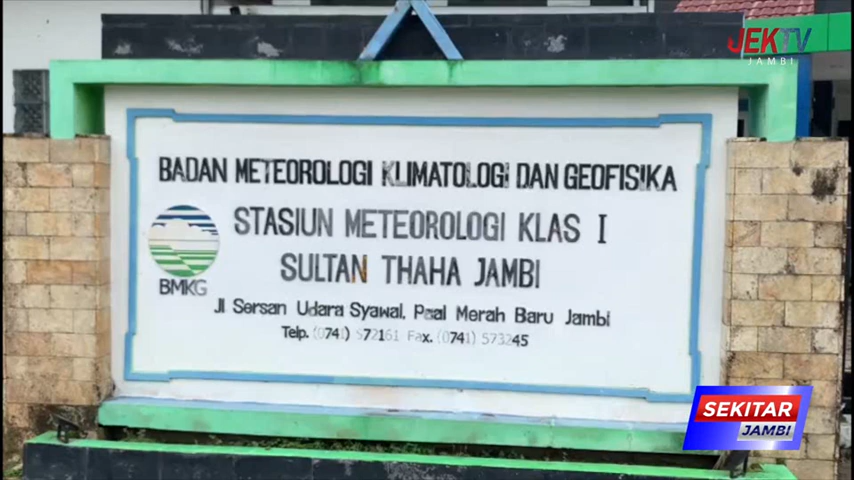 JEKTV
JAMBI
BADAN METEOROLOGI KLIMATOLOGI DAN GEOFISIKA
STASIUN METEOROLOGI KLAS I
SULTAN THAHA JAMBI
BMKG
Jl Sersan Udara Syawal, Paal Merah Baru Jambi
Telp. (0741) 572161 Fax. (0741) 573245
SEKITAR
JAMBI